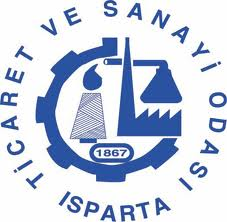 TİCARET VE SANAYİ ODASI
1867
ISPARTA